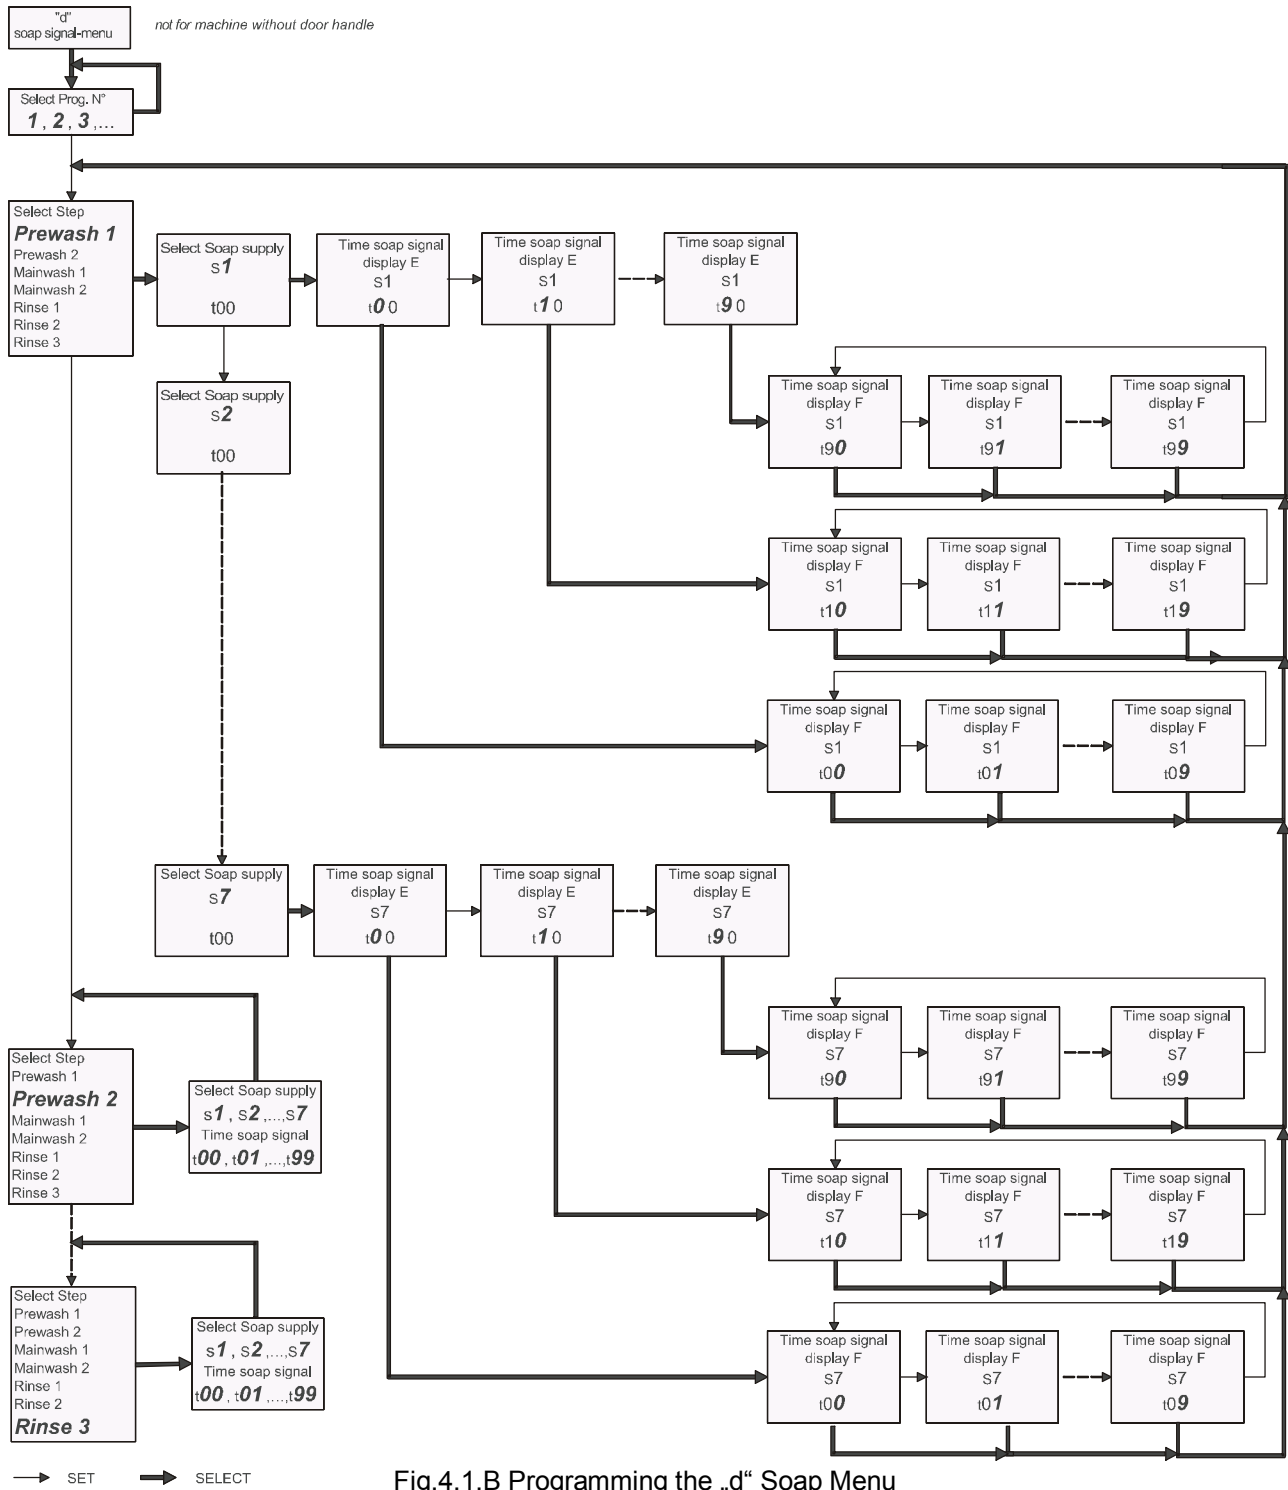 "d"
soap signal-menu
not for machine without door handle
Select Prog. N°
1 , 2 , 3 ,...
Select Step
Prewash 1
Prewash 2
Mainwash 1
Mainwash 2
Rinse 1
Rinse 2
Rinse 3
Select Soap supply
S1
t00
Time soap signal
display E
S1
t0 0
Time soap signal
display E
S1
t1 0
Time soap signal
display E
S1
t9 0
Select Soap supply
S2
t00
Time soap signal
display F
S1
t90
Time soap signal
display F
S1
t91
Time soap signal
display F
S1
t99
Time soap signal
display F
S1
t10
Time soap signal
display F
S1
t11
Time soap signal
display F
S1
t19
Time soap signal
display F
S1
t00
Time soap signal
display F
S1
t01
Time soap signal
display F
S1
t09
Select Soap supply
S7
t00
Time soap signal
display E
S7
t0 0
Time soap signal
display E
S7
t1 0
Time soap signal
display E
S7
t9 0
Time soap signal
display F
S7
t90
Time soap signal
display F
S7
t91
Time soap signal
display F
S7
t99
Select Step
Prewash 1
Prewash 2
Mainwash 1
Mainwash 2
Rinse 1
Rinse 2
Rinse 3
Select Soap supply
s1 , S2 ,...,S7
Time soap signal
t00 , t01 ,...,t99
Time soap signal
display F
S7
t10
Time soap signal
display F
S7
t11
Time soap signal
display F
S7
t19
Select Step
Prewash 1
Prewash 2
Mainwash 1
Mainwash 2
Rinse 1
Rinse 2
Rinse 3
Select Soap supply
s1 , S2 ,...,S7
Time soap signal
t00 , t01 ,...,t99
Time soap signal
display F
S7
t00
Time soap signal
display F
S7
t01
Time soap signal
display F
S7
t09
SET
SELECT
Fig.4.1.B Programming the „d“ Soap Menu